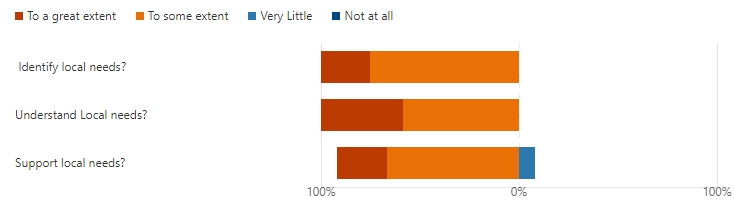 To a great extent To some extent Very Little Not at all
Identify local needs?
Understand Local needs?
Support local needs?
100% 0% 100%